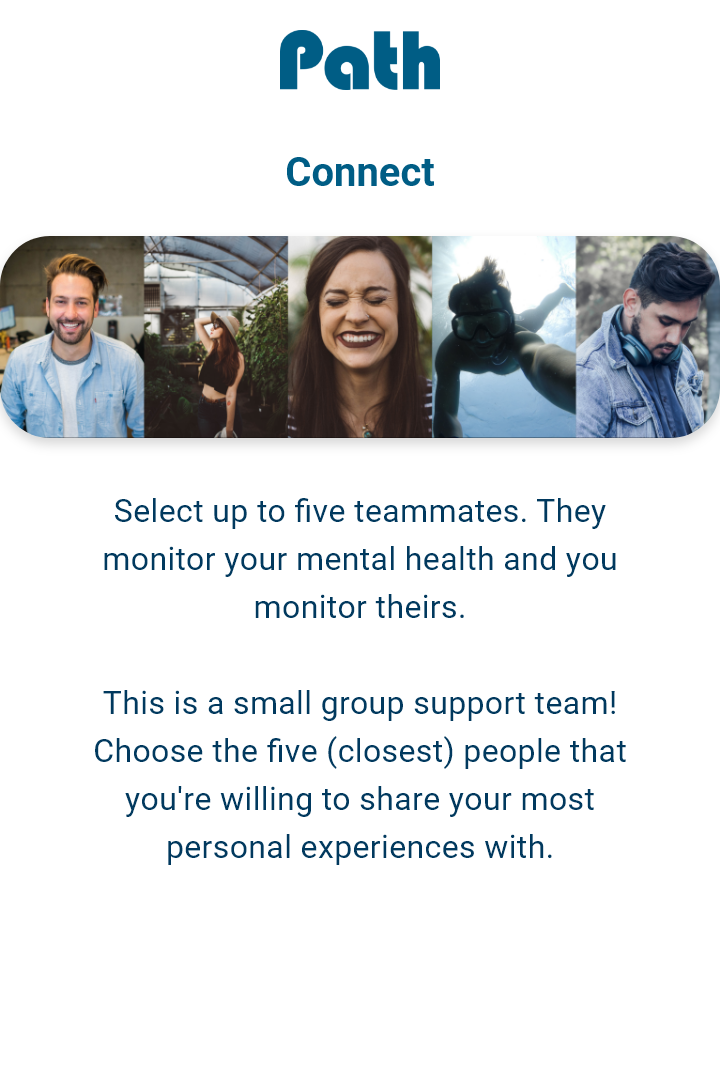 Path
Connect
Select up to five teammates. They
monitor your mental health and you
monitor theirs.
This is a small group support team!
Choose the five (closest) people that
you're willing to share your most
personal experiences with.